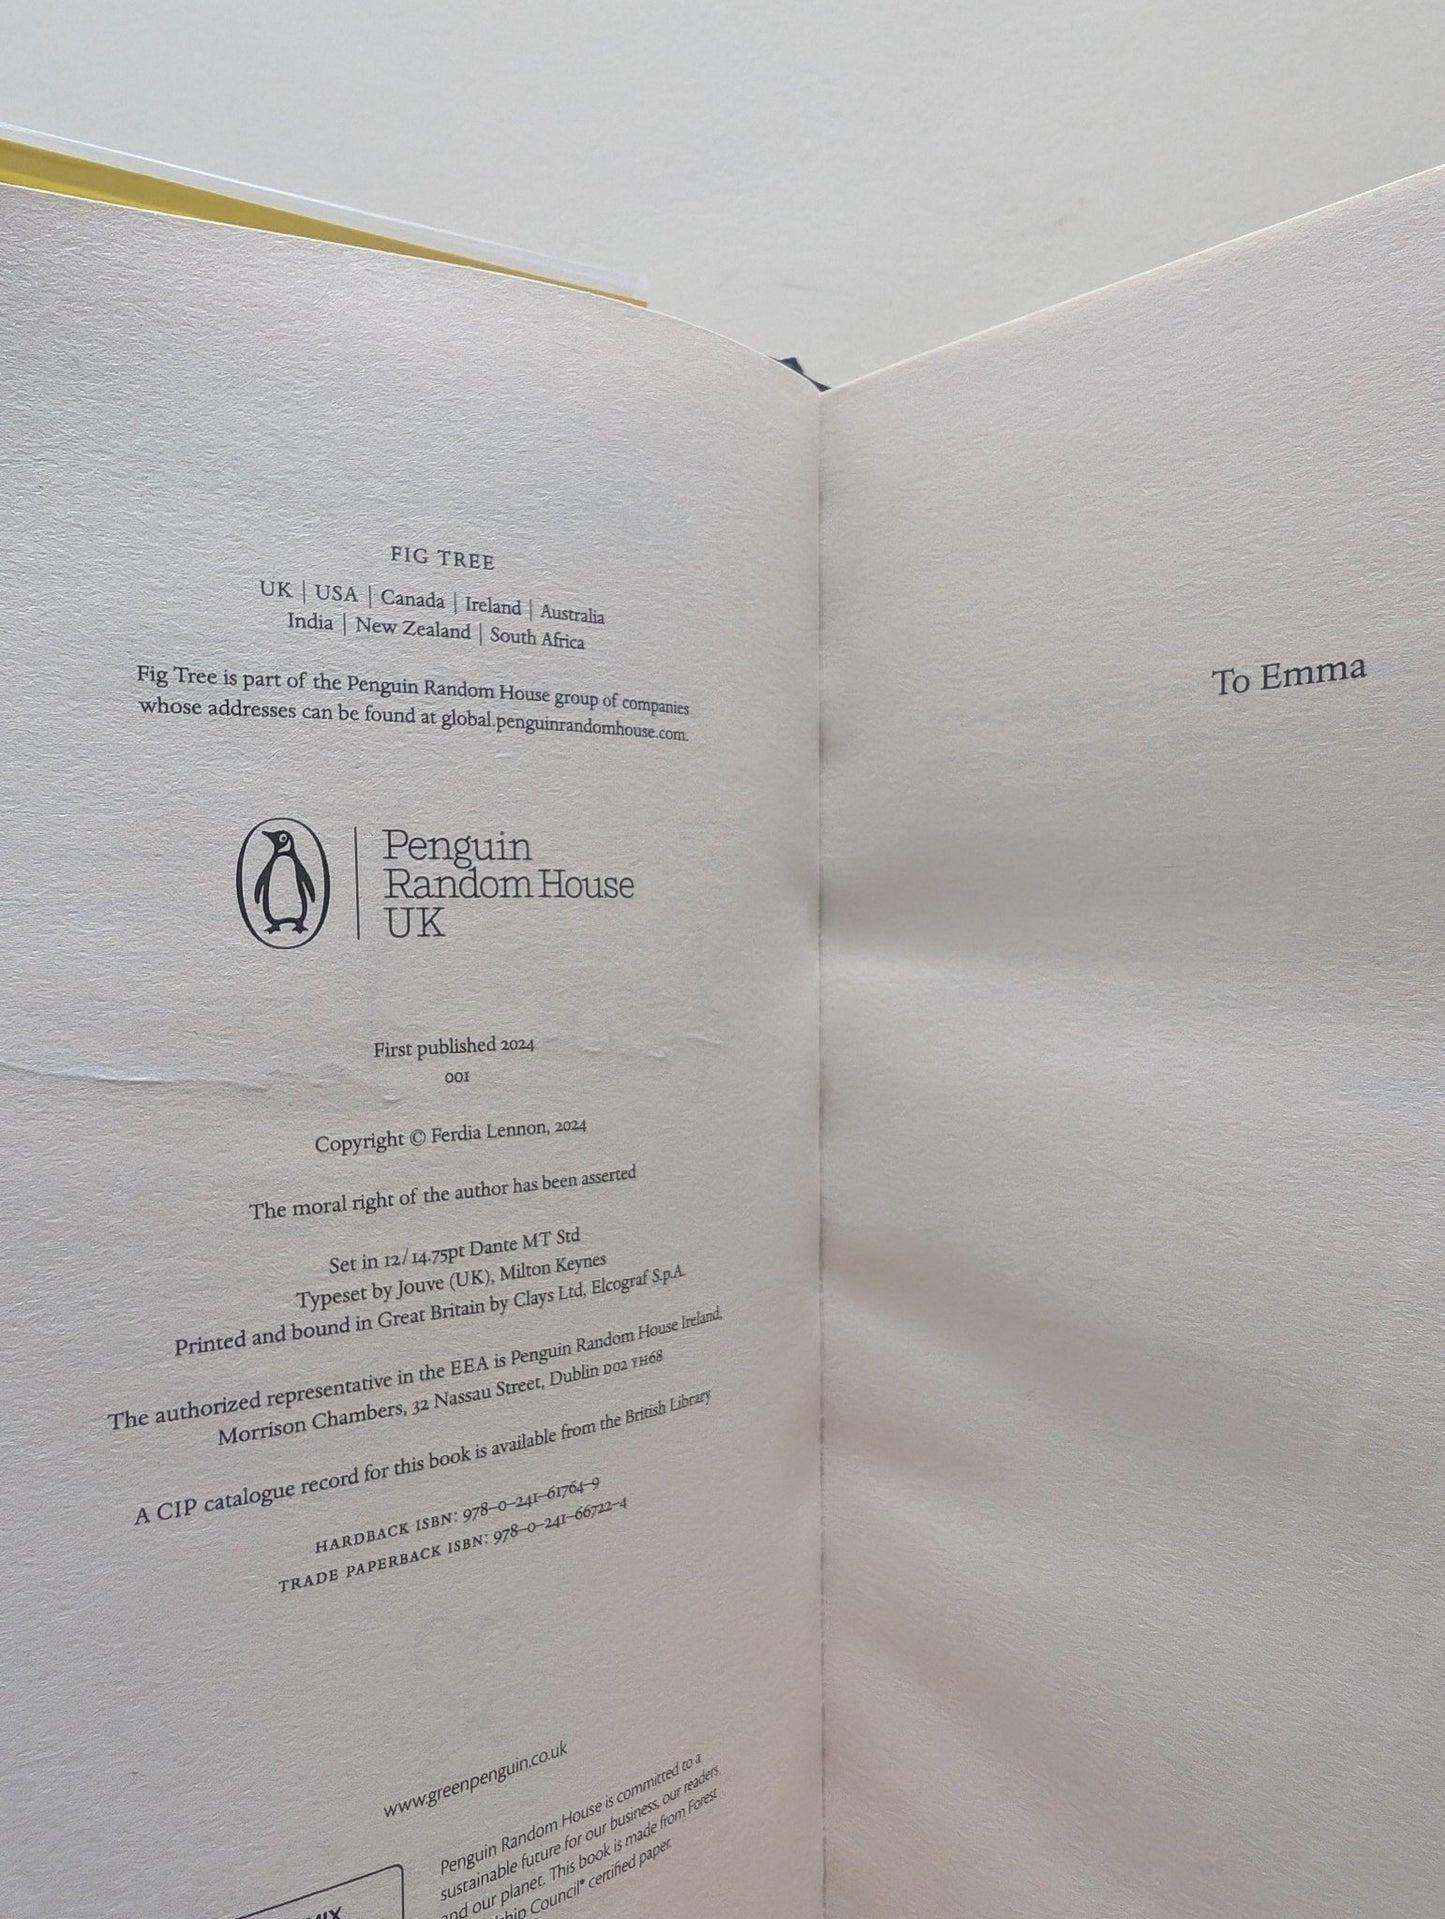 FIG TREE
UK | USA | Canada | Ireland | Australia
India | New Zealand | South Africa
Fig Tree is part of the Penguin Random House group of companies
whose addresses can be found at global.penguinrandomhouse.com.
Penguin
Random House
UK
First published 2024
001
Copyright © Ferdia Lennon, 2024
The moral right of the author has been asserted
Set in 12/14.75pt Dante MT Std
Typeset by Jouve (UK), Milton Keynes
Printed and bound in Great Britain by Clays Ltd, Elcograf S.p.A.
The authorized representative in the EEA is Penguin Random House Ireland,
Morrison Chambers, 32 Nassau Street, Dublin D02 YH68
A CIP catalogue record for this book is available from the British Library
HARDBACK ISBN: 978–0–241–61764–9
TRADE PAPERBACK ISBN: 978–0–241–66722–4
www.greenpenguin.co.uk
Penguin Random House is committed to a
sustainable future for our business, our readers
and our planet. This book is made from Forest
Council® certified paper.
To Emma